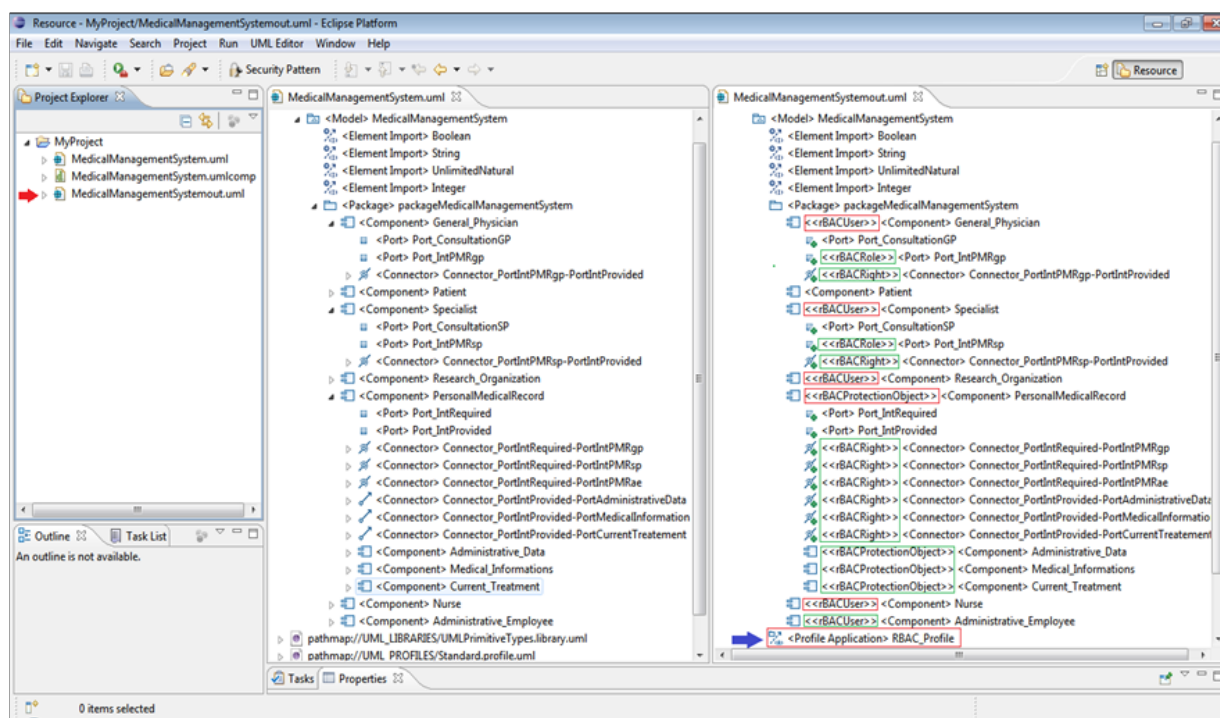 Resource - MyProject/MedicalManagementSystemout.uml - Eclipse Platform
File Edit Navigate Search Project Run UML Editor Window Help
Security Pattern
Resource
Project Explorer
MyProject
MedicalManagementSystem.uml
MedicalManagementSystem.umlcomp
MedicalManagementSystemout.uml
Outline
Task List
An outline is not available.
MedicalManagementSystem.uml
<Model> MedicalManagementSystem
<Element Import> Boolean
<Element Import> String
<Element Import> UnlimitedNatural
<Element Import> Integer
<Package> packageMedicalManagementSystem
<Component> General_Physician
<Port> Port_ConsultationGP
<Port> Port_IntPMRgp
<Connector> Connector_PortIntPMRgp-PortIntProvided
<Component> Patient
<Component> Specialist
<Port> Port_ConsultationSP
<Port> Port_IntPMRsp
<Connector> Connector_PortIntPMRsp-PortIntProvided
<Component> Research_Organization
<Component> PersonalMedicalRecord
<Port> Port_IntRequired
<Port> Port_IntProvided
<Connector> Connector_PortIntRequired-PortIntPMRgp
<Connector> Connector_PortIntRequired-PortIntPMRsp
<Connector> Connector_PortIntRequired-PortIntPMRae
<Connector> Connector_PortIntProvided-PortAdministrativeData
<Connector> Connector_PortIntProvided-PortMedicalInformation
<Connector> Connector_PortIntProvided-PortCurrentTreatement
<Component> Administrative_Data
<Component> Medical_Informations
<Component> Current_Treatment
<Component> Nurse
<Component> Administrative_Employee
pathmap://UML_LIBRARIES/UMLPrimitiveTypes.library.uml
pathmap://UML_PROFILES/Standard.profile.uml
MedicalManagementSystemout.uml
<Model> MedicalManagementSystem
<Element Import> Boolean
<Element Import> String
<Element Import> UnlimitedNatural
<Element Import> Integer
<Package> packageMedicalManagementSystem
<<rBACUser>> <Component> General_Physician
<Port> Port_ConsultationGP
<<rBACRole>> <Port> Port_IntPMRgp
<<rBACRight>> <Connector> Connector_PortIntPMRgp-PortIntProvided
<Component> Patient
<<rBACUser>> <Component> Specialist
<Port> Port_ConsultationSP
<<rBACRole>> <Port> Port_IntPMRsp
<<rBACRight>> <Connector> Connector_PortIntPMRsp-PortIntProvided
<<rBACUser>> <Component> Research_Organization
<<rBACProtectionObject>> <Component> PersonalMedicalRecord
<Port> Port_IntRequired
<Port> Port_IntProvided
<<rBACRight>> <Connector> Connector_PortIntRequired-PortIntPMRgp
<<rBACRight>> <Connector> Connector_PortIntRequired-PortIntPMRsp
<<rBACRight>> <Connector> Connector_PortIntRequired-PortIntPMRae
<<rBACRight>> <Connector> Connector_PortIntProvided-PortAdministrativeData
<<rBACRight>> <Connector> Connector_PortIntProvided-PortMedicalInformatio
<<rBACRight>> <Connector> Connector_PortIntProvided-PortCurrentTreatement
<<rBACProtectionObject>> <Component> Administrative_Data
<<rBACProtectionObject>> <Component> Medical_Informations
<<rBACProtectionObject>> <Component> Current_Treatment
<<rBACUser>> <Component> Nurse
<<rBACUser>> <Component> Administrative_Employee
<Profile Application> RBAC_Profile
Tasks
Properties
0 items selected